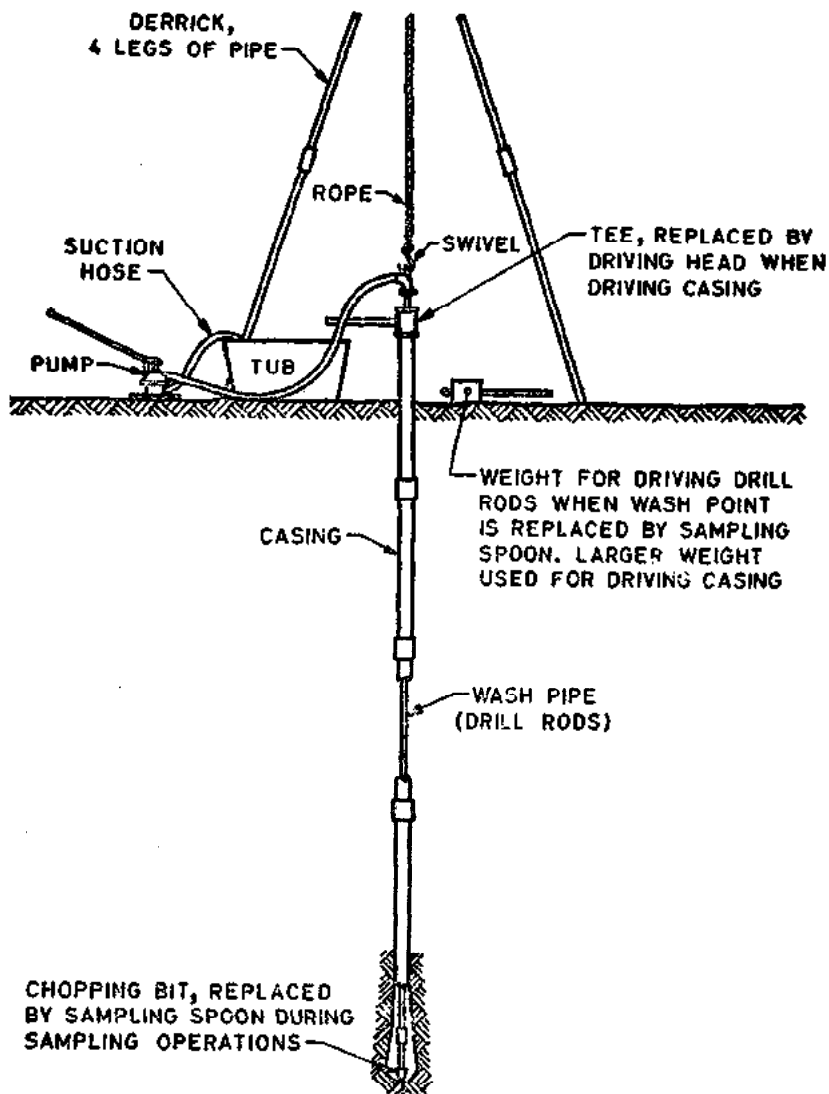 DERRICK,
4 LEGS OF PIPE
ROPE
SWIVEL
SUCTION
HOSE
TEE, REPLACED BY
DRIVING HEAD WHEN
DRIVING CASING
PUMP
TUB
WEIGHT FOR DRIVING DRILL
RODS WHEN WASH POINT
IS REPLACED BY SAMPLING
SPOON. LARGER WEIGHT
USED FOR DRIVING CASING
CASING
WASH PIPE
(DRILL RODS)
CHOPPING BIT, REPLACED
BY SAMPLING SPOON DURING
SAMPLING OPERATIONS